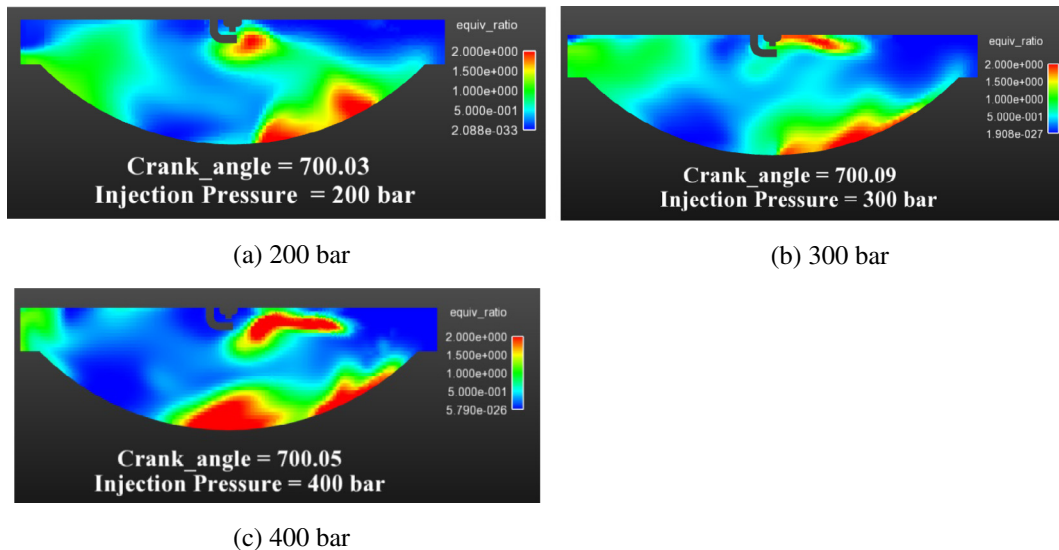 equiv_ratio
2.000e+000
1.500e+000
1.000e+000
5.000e-001
2.088e-033
Crank_angle = 700.03
Injection Pressure = 200 bar
(a) 200 bar
equiv_ratio
2.000e+000
1.500e+000
1.000e+000
5.000e-001
1.908e-027
Crank_angle = 700.09
Injection Pressure = 300 bar
(b) 300 bar
equiv_ratio
2.000e+000
1.500e+000
1.000e+000
5.000e-001
5.790e-026
Crank_angle = 700.05
Injection Pressure = 400 bar
(c) 400 bar